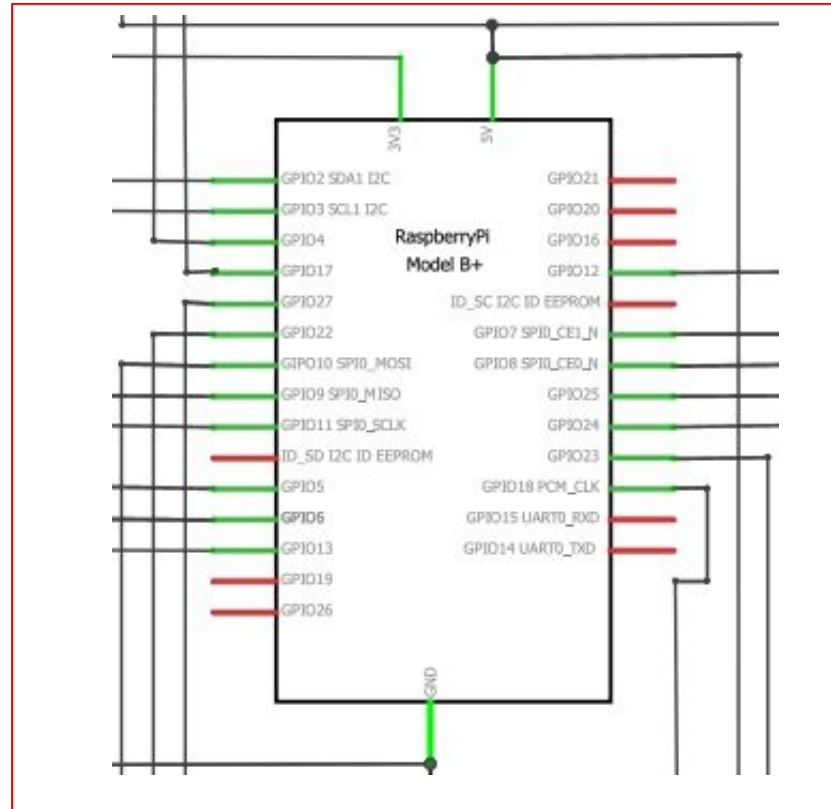 3V3
5V
GPIO2 SDA1 I2C
GPIO3 SCL1 I2C
GPIO4
GPIO17
GPIO27
GPIO22
GIPO10 SPI0_MOSI
GPIO9 SPI0_MISO
GPIO11 SPI0_SCLK
ID_SD I2C ID EEPROM
GPIO5
GPIO6
GPIO13
GPIO19
GPIO26
RaspberryPi
Model B+
GPIO21
GPIO20
GPIO16
GPIO12
ID_SC I2C ID EEPROM
GPIO7 SPI0_CE1_N
GPIO8 SPI0_CE0_N
GPIO25
GPIO24
GPIO23
GPIO18 PCM_CLK
GPIO15 UART0_RXD
GPIO14 UART0_TXD
GND